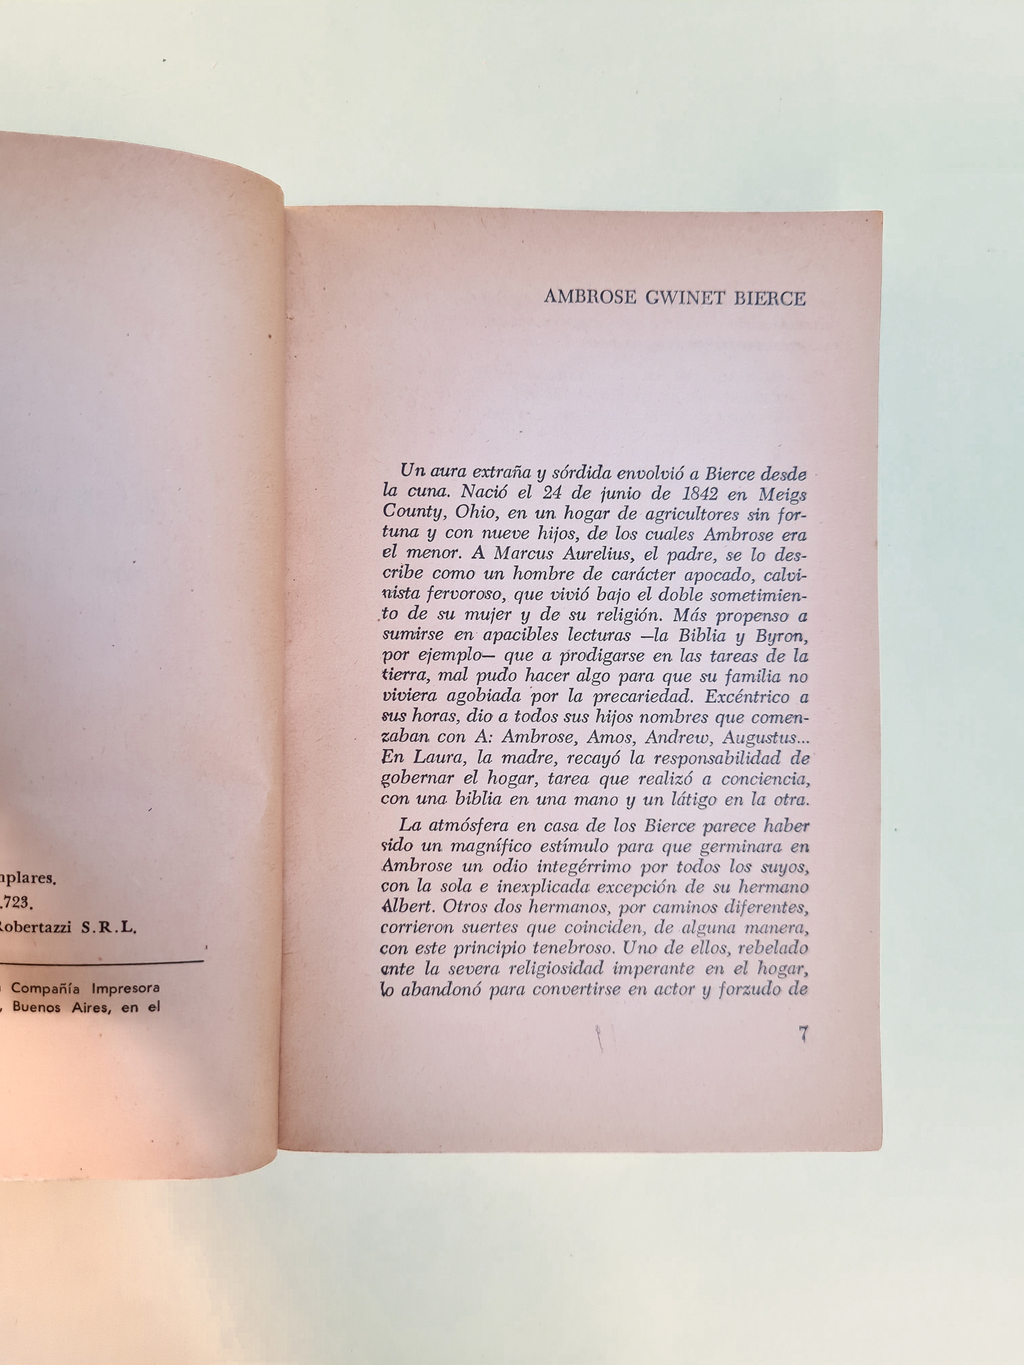 .723.
S.R.L.
Compañía Impresora
, Buenos Aires, en el
AMBROSE GWINET BIERCE
Un aura extraña y sórdida envolvió a Bierce desde
la cuna. Nació el 24 de junio de 1842 en Meigs
County, Ohio, en un hogar de agricultores sin for-
tuna y con nueve hijos, de los cuales Ambrose era
el menor. A Marcus Aurelius, el padre, se lo des-
cribe como un hombre de carácter apocado, calvi-
nista fervoroso, que vivió bajo el doble sometimien-
to de su mujer y de su religión. Más propenso a
sumirse en apacibles lecturas —la Biblia y Byron,
por ejemplo— que a prodigarse en las tareas de la
tierra, mal pudo hacer algo para que su familia no
viviera agobiada por la precariedad. Excéntrico a
sus horas, dio a todos sus hijos nombres que comen-
zaban con A: Ambrose, Amos, Andrew, Augustus...
En Laura, la madre, recayó la responsabilidad de
gobernar el hogar, tarea que realizó a conciencia,
con una biblia en una mano y un látigo en la otra.
La atmósfera en casa de los Bierce parece haber
sido un magnífico estímulo para que germinara en
Ambrose un odio integérrimo por todos los suyos,
con la sola e inexplicada excepción de su hermano
Albert. Otros dos hermanos, por caminos diferentes,
corrieron suertes que coinciden, de alguna manera,
con este principio tenebroso. Uno de ellos, rebelado
ante la severa religiosidad imperante en el hogar,
lo abandonó para convertirse en actor y forzudo de
7